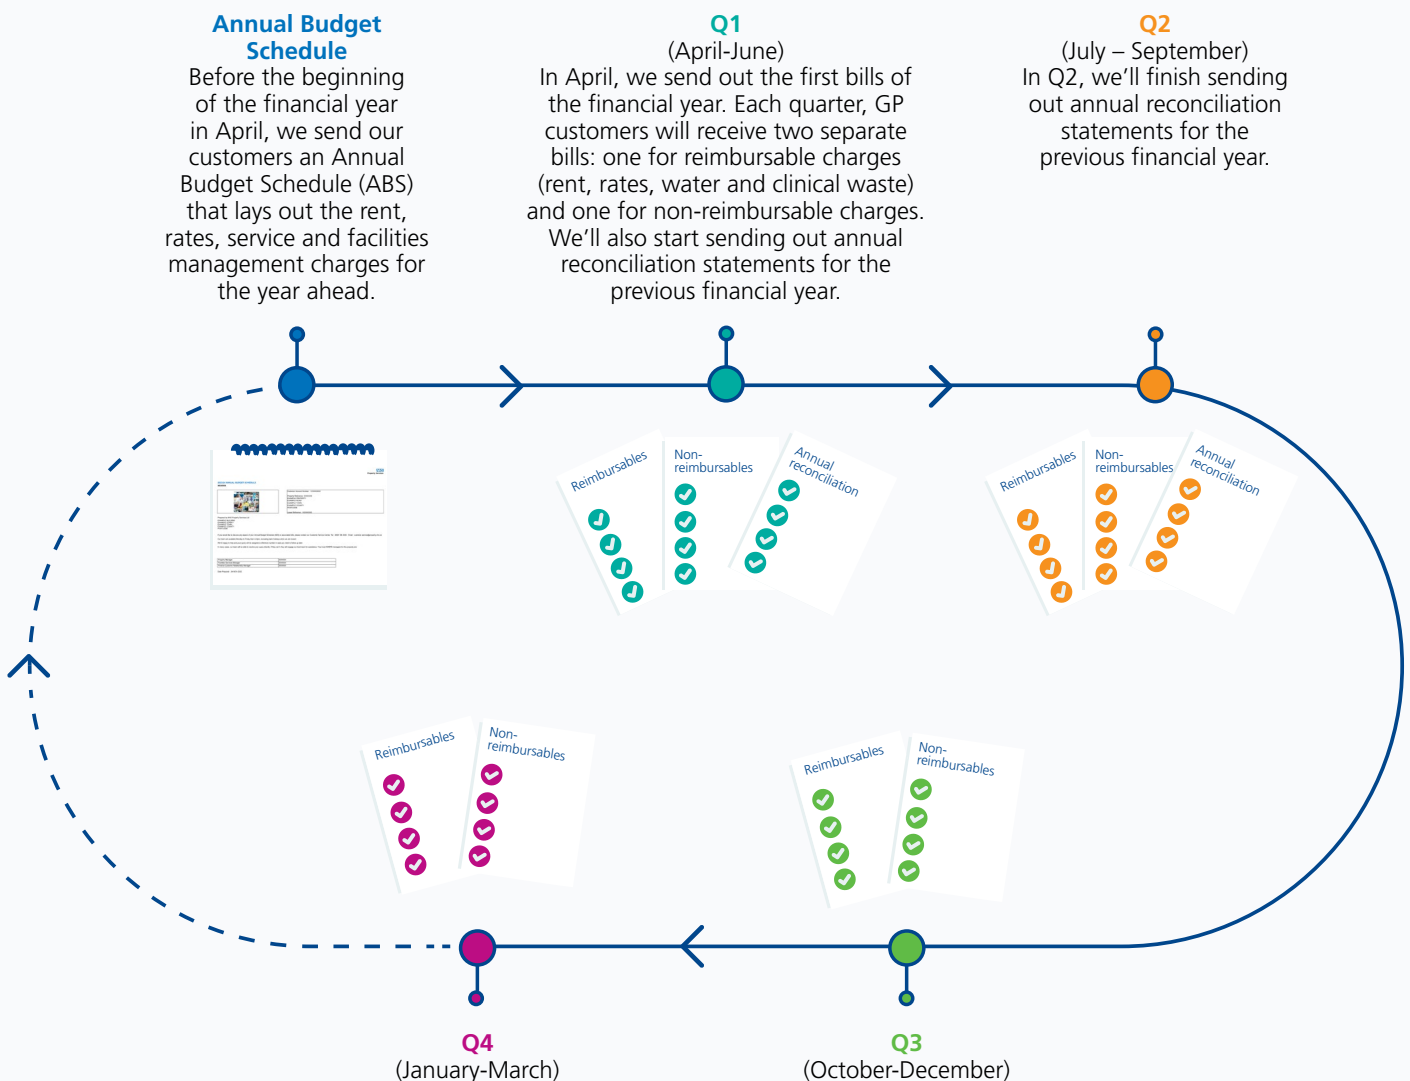 Annual Budget
Schedule
Before the beginning
of the financial year
in April, we send our
customers an Annual
Budget Schedule (ABS)
that lays out the rent,
rates, service and facilities
management charges for
the year ahead.
Q1
(April-June)
In April, we send out the first bills of
the financial year. Each quarter, GP
customers will receive two separate
bills: one for reimbursable charges
(rent, rates, water and clinical waste)
and one for non-reimbursable charges.
We’ll also start sending out annual
reconciliation statements for the
previous financial year.
Q2
(July – September)
In Q2, we’ll finish sending
out annual reconciliation
statements for the
previous financial year.
Reimbursables
Non-
reimbursables
Annual
reconciliation
Reimbursables
Non-
reimbursables
Annual
reconciliation
Reimbursables
Non-
reimbursables
Reimbursables
Non-
reimbursables
Q4
(January-March)
Q3
(October-December)